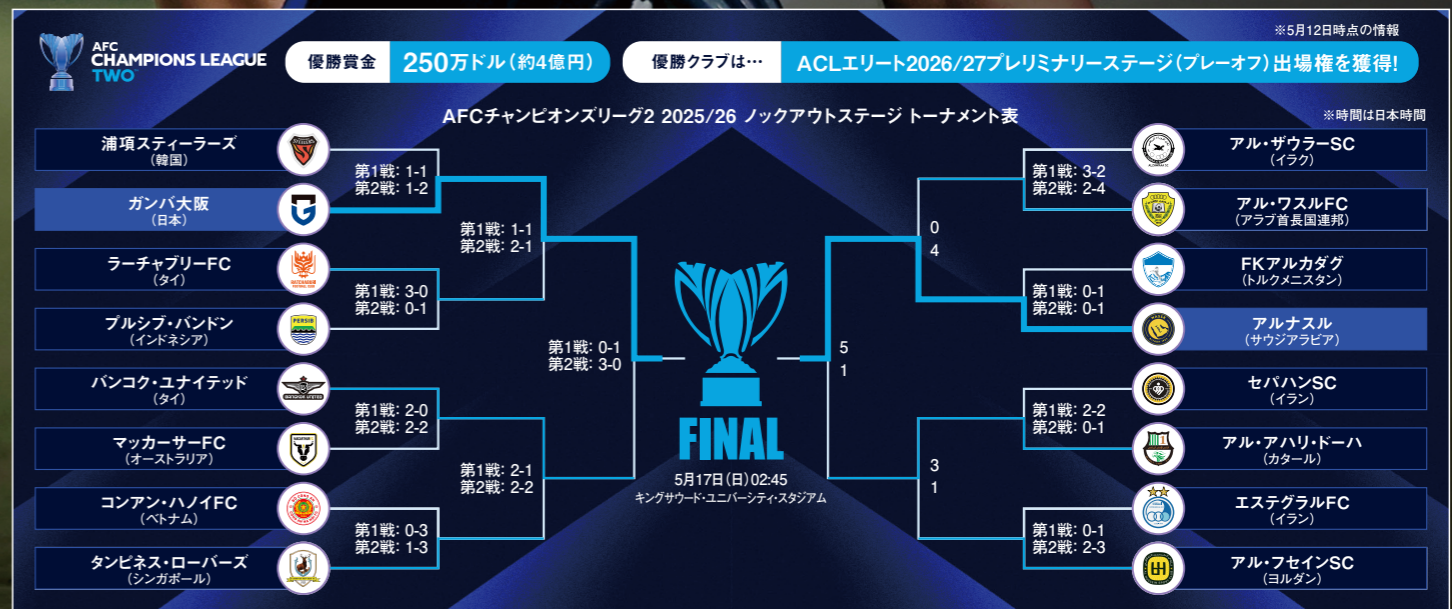 ※5月12日時点の情報
AFC
CHAMPIONS LEAGUE
TWO
優勝賞金 250万ドル(約4億円)
優勝クラブは… ACLエリート2026/27プレリミナリーステージ(プレーオフ)出場権を獲得!
AFCチャンピオンズリーグ2 2025/26 ノックアウトステージ トーナメント表
※時間は日本時間
浦項スティーラーズ
(韓国)
第1戦: 1-1
第2戦: 1-2
ガンバ大阪
(日本)
第1戦: 1-1
第2戦: 2-1
ラーチャブリーFC
(タイ)
第1戦: 3-0
第2戦: 0-1
プルシブ・バンドン
(インドネシア)
PERSIB
第1戦: 0-1
第2戦: 3-0
バンコク・ユナイテッド
(タイ)
BANGKOK UNITED
第1戦: 2-0
第2戦: 2-2
マッカーサーFC
(オーストラリア)
第1戦: 2-1
第2戦: 2-2
コンアン・ハノイFC
(ベトナム)
第1戦: 0-3
第2戦: 1-3
タンピネス・ローバーズ
(シンガポール)
FINAL
5月17日(日)02:45
キングサウード・ユニバーシティ・スタジアム
アル・ザウラーSC
(イラク)
第1戦: 3-2
第2戦: 2-4
アル・ワスルFC
(アラブ首長国連邦)
0
4
FKアルカダグ
(トルクメニスタン)
第1戦: 0-1
第2戦: 0-1
アルナスル
(サウジアラビア)
5
1
セパハンSC
(イラン)
第1戦: 2-2
第2戦: 0-1
アル・アハリ・ドーハ
(カタール)
3
1
エステグラルFC
(イラン)
第1戦: 0-1
第2戦: 2-3
アル・フセインSC
(ヨルダン)